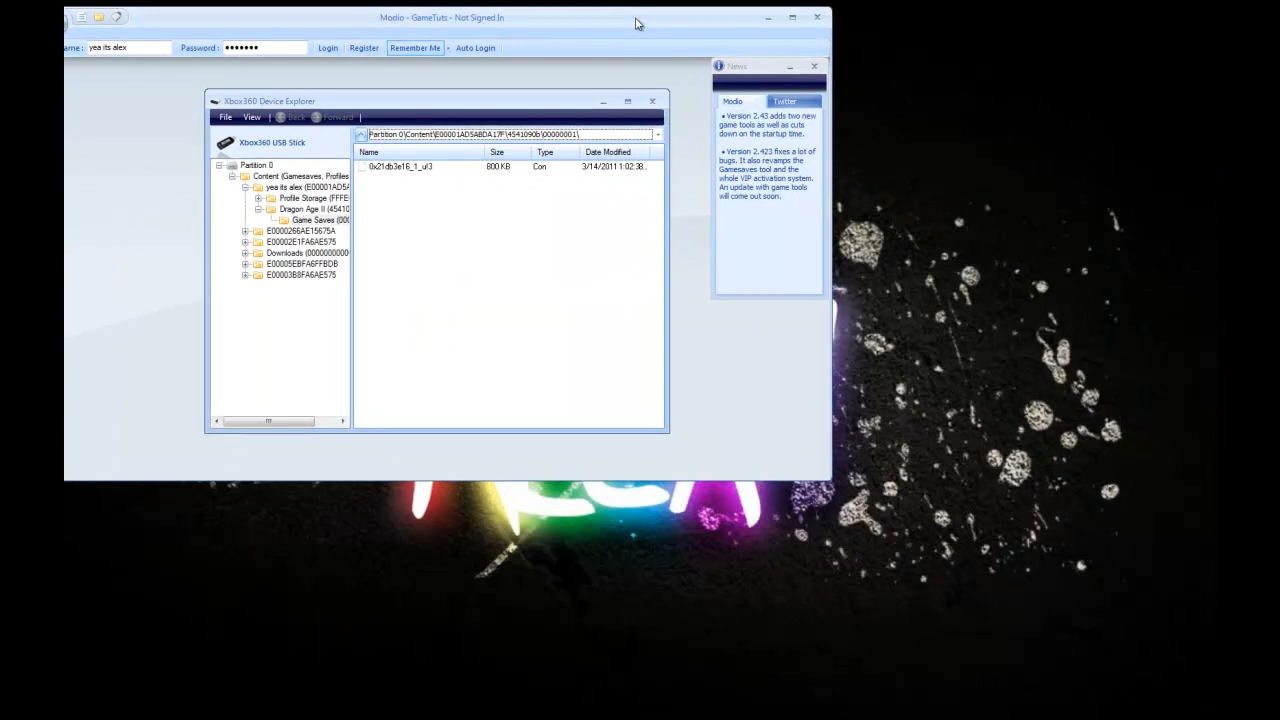 Modio - GameTuts - Not Signed In
ame : yea its alex Password : ••••••• Login Register Remember Me Auto Login
News
Modio Twitter
• Version 2.43 adds two new
game tools as well as cuts
down on the startup time.
• Version 2.423 fixes a lot of
bugs. It also revamps the
Gamesaves tool and the
whole VIP activation system.
An update with game tools
will come out soon.
Xbox360 Device Explorer
File View Back Forward
Xbox360 USB Stick
Partition 0\Content\E00001AD5ABDA17F\4541090b\00000001\
Name Size Type Date Modified
0x21db3e16_1_ul3 800 KB Con 3/14/2011 1:02:38...
Partition 0
Content (Gamesaves, Profiles
yea its alex (E00001AD5A
Profile Storage (FFFE
Dragon Age II (45410
Game Saves (000
E0000266AE15675A
E00002E1FA6AE575
Downloads (0000000000
E00005EBFA6FFBDB
E00003B8FA6AE575